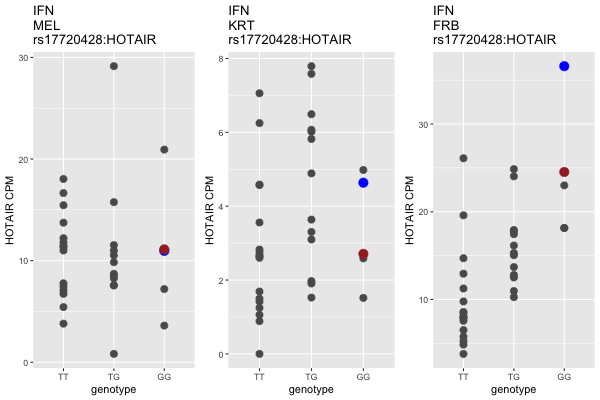 IFN
MEL
rs17720428:HOTAIR
HOTAIR CPM
30
20
10
0
TT
TG
GG
genotype
IFN
KRT
rs17720428:HOTAIR
HOTAIR CPM
8
6
4
2
0
TT
TG
GG
genotype
IFN
FRB
rs17720428:HOTAIR
HOTAIR CPM
30
20
10
TT
TG
GG
genotype